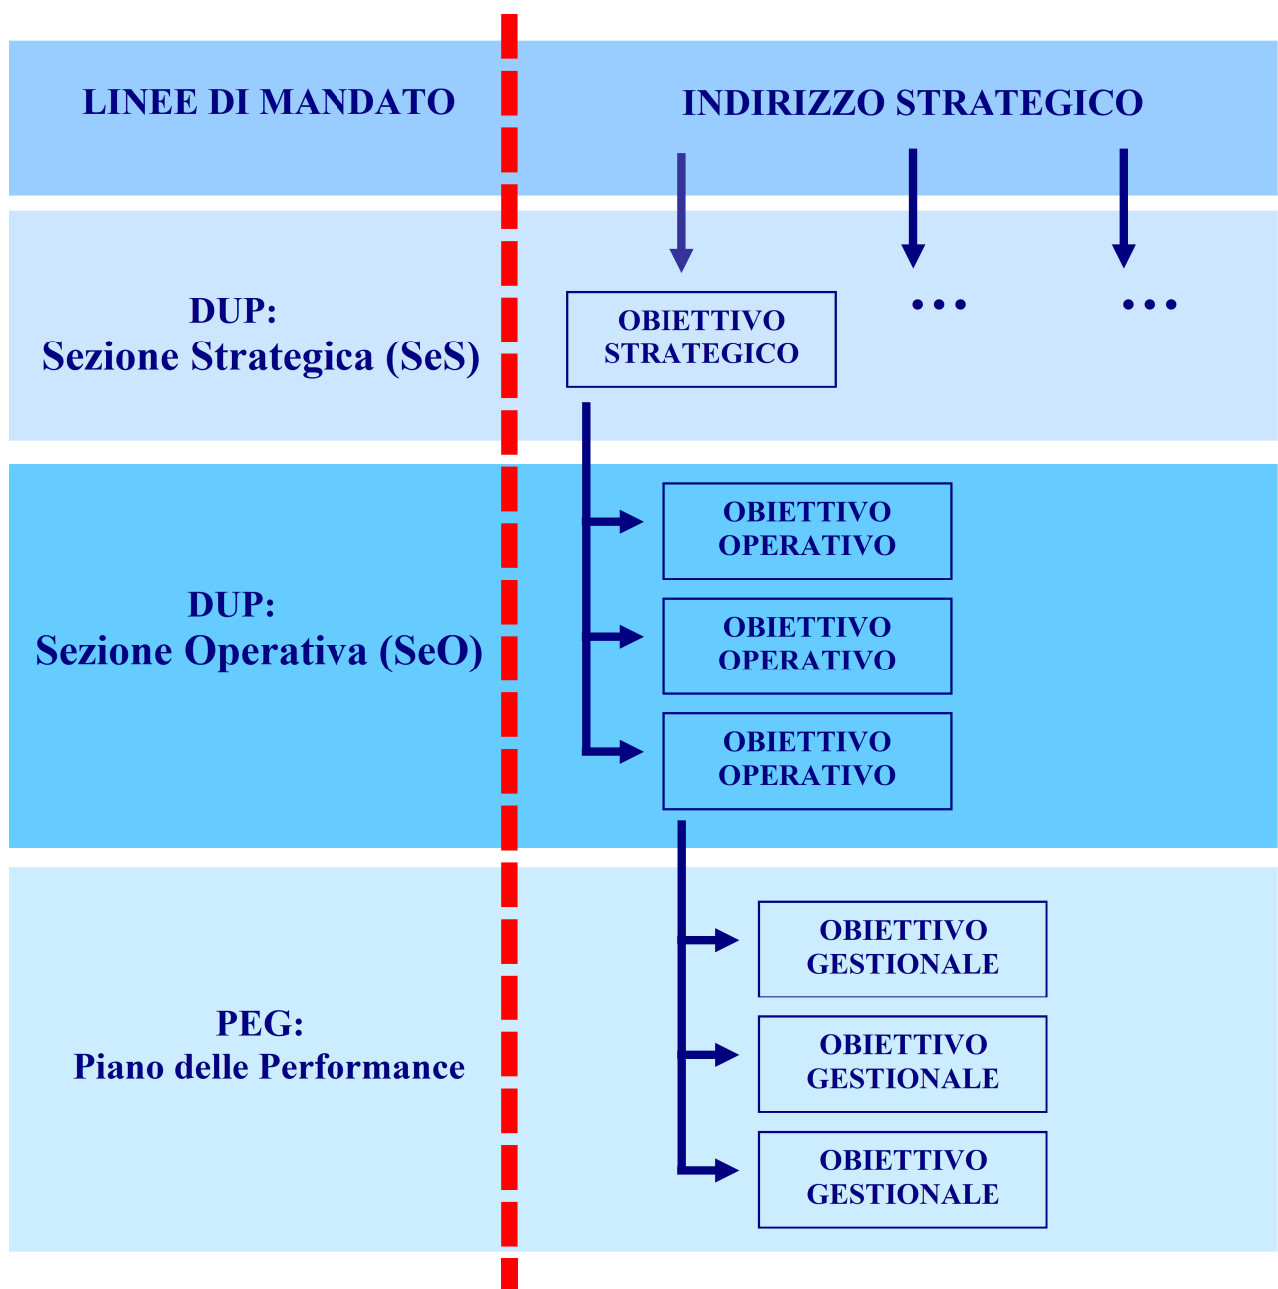 LINEE DI MANDATO
INDIRIZZO STRATEGICO
DUP:
Sezione Strategica (SeS)
OBIETTIVO
STRATEGICO
...
...
DUP:
Sezione Operativa (SeO)
OBIETTIVO
OPERATIVO
OBIETTIVO
OPERATIVO
OBIETTIVO
OPERATIVO
PEG:
Piano delle Performance
OBIETTIVO
GESTIONALE
OBIETTIVO
GESTIONALE
OBIETTIVO
GESTIONALE